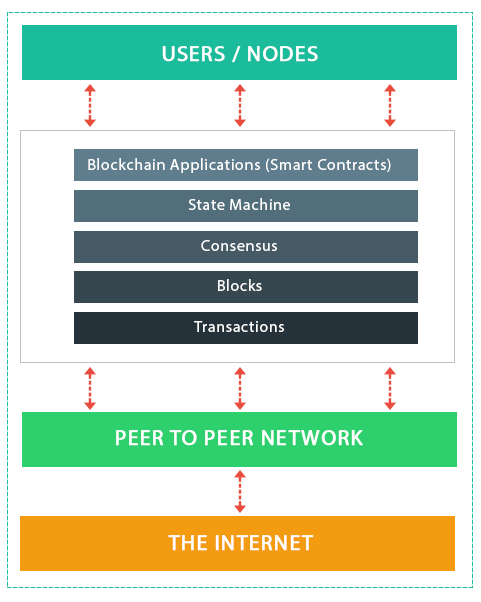 USERS / NODES
Blockchain Applications (Smart Contracts)
State Machine
Consensus
Blocks
Transactions
PEER TO PEER NETWORK
THE INTERNET